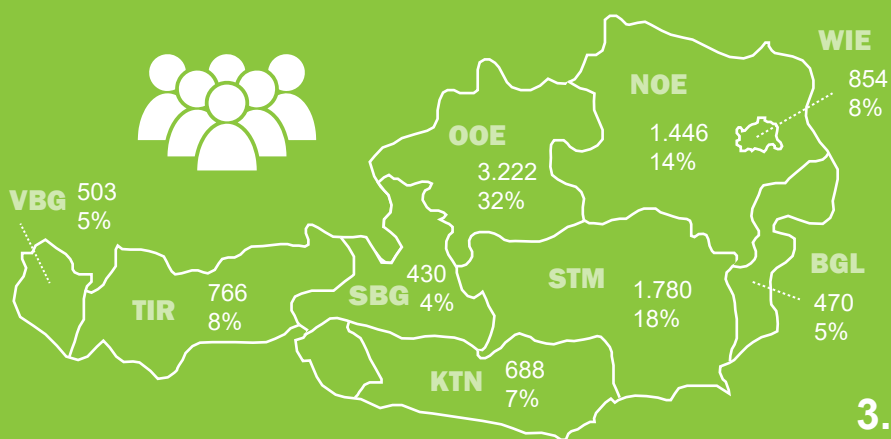 WIE
854
8%
NOE
1.446
14%
OOE
3.222
32%
VBG 503
5%
TIR
766
8%
SBG
430
4%
STM
1.780
18%
BGL
470
5%
KTN
688
7%
3.